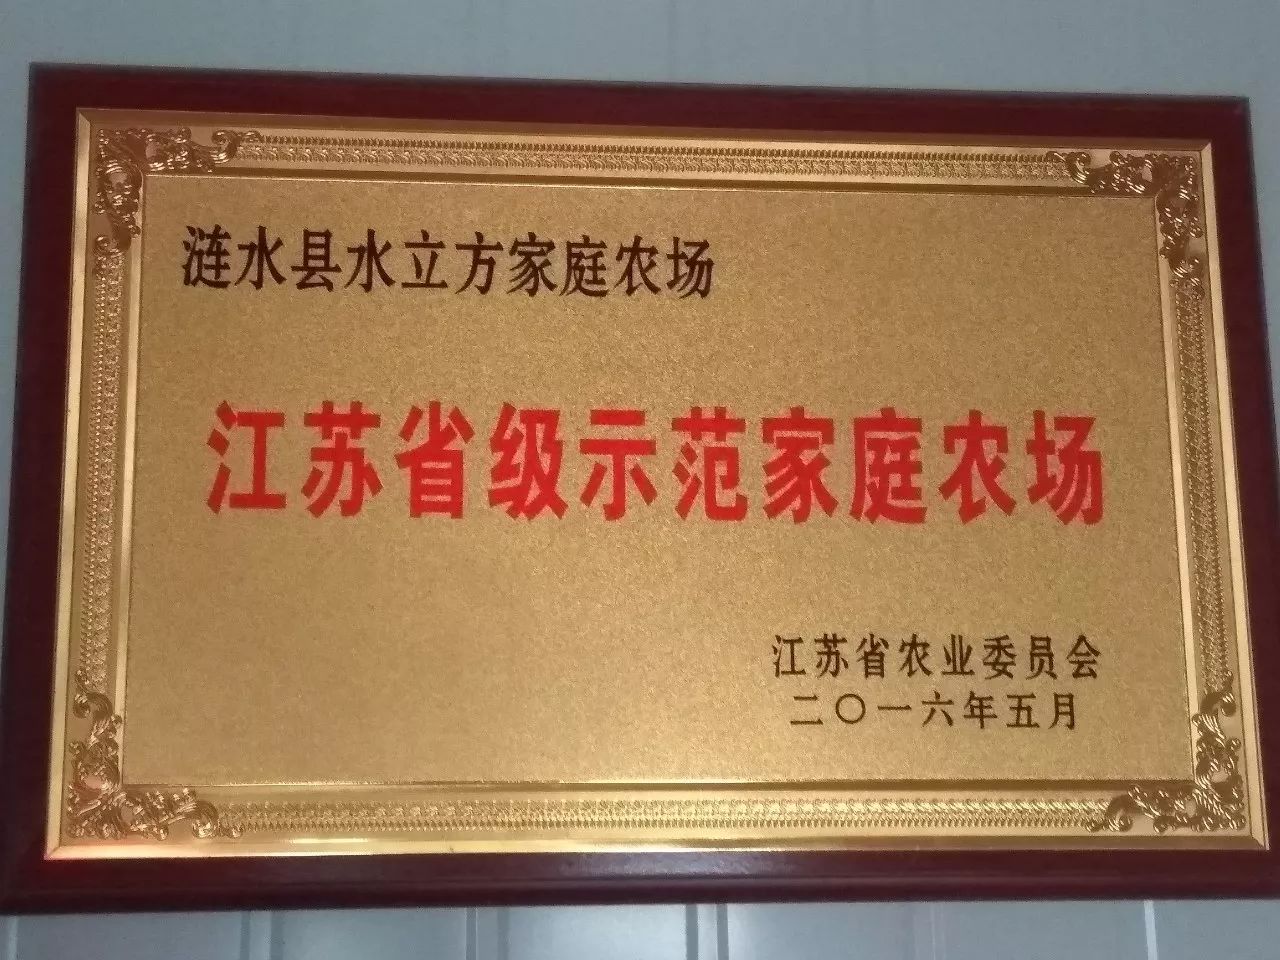 涟水县水立方家庭农场
江苏省级示范家庭农场
江苏省农业委员会
二〇一六年五月